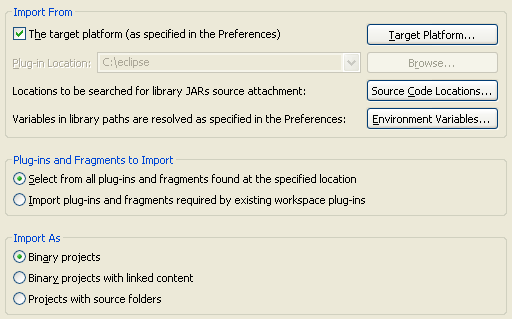 Import From
The target platform (as specified in the Preferences) Target Platform...
Plug-in Location: C:\eclipse Browse...
Locations to be searched for library JARs source attachment: Source Code Locations...
Variables in library paths are resolved as specified in the Preferences: Environment Variables...
Plug-ins and Fragments to Import
Select from all plug-ins and fragments found at the specified location
Import plug-ins and fragments required by existing workspace plug-ins
Import As
Binary projects
Binary projects with linked content
Projects with source folders